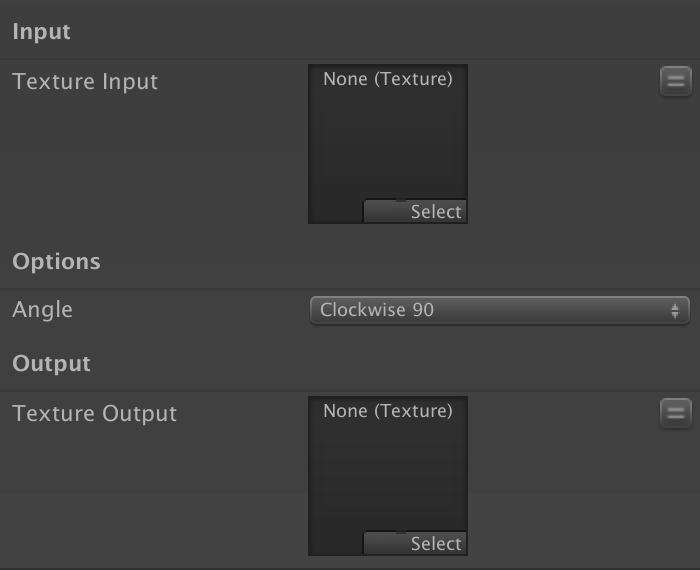 Input
Texture Input
None (Texture)
Select
Options
Angle
Clockwise 90
Output
Texture Output
None (Texture)
Select